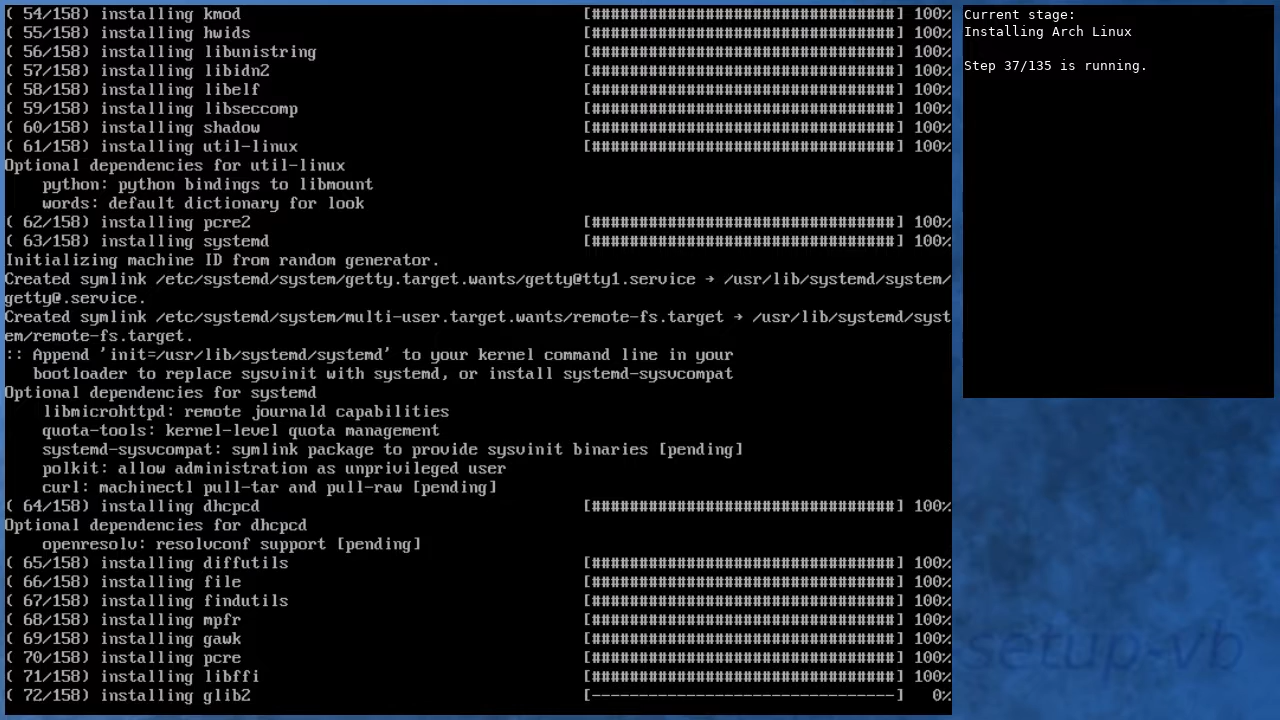 ( 54/158) installing kmod [################################] 100%
( 55/158) installing hwids [################################] 100%
( 56/158) installing libunistring [################################] 100%
( 57/158) installing libidn2 [################################] 100%
( 58/158) installing libelf [################################] 100%
( 59/158) installing libseccomp [################################] 100%
( 60/158) installing shadow [################################] 100%
( 61/158) installing util-linux [################################] 100%
Optional dependencies for util-linux
    python: python bindings to libmount
    words: default dictionary for look
( 62/158) installing pcre2 [################################] 100%
( 63/158) installing systemd [################################] 100%
Initializing machine ID from random generator.
Created symlink /etc/systemd/system/getty.target.wants/getty@tty1.service → /usr/lib/systemd/system/
getty@.service.
Created symlink /etc/systemd/system/multi-user.target.wants/remote-fs.target → /usr/lib/systemd/syst
em/remote-fs.target.
:: Append 'init=/usr/lib/systemd/systemd' to your kernel command line in your
   bootloader to replace sysvinit with systemd, or install systemd-sysvcompat
Optional dependencies for systemd
    libmicrohttpd: remote journald capabilities
    quota-tools: kernel-level quota management
    systemd-sysvcompat: symlink package to provide sysvinit binaries [pending]
    polkit: allow administration as unprivileged user
    curl: machinectl pull-tar and pull-raw [pending]
( 64/158) installing dhcpcd [################################] 100%
Optional dependencies for dhcpcd
    openresolv: resolvconf support [pending]
( 65/158) installing diffutils [################################] 100%
( 66/158) installing file [################################] 100%
( 67/158) installing findutils [################################] 100%
( 68/158) installing mpfr [################################] 100%
( 69/158) installing gawk [################################] 100%
( 70/158) installing pcre [################################] 100%
( 71/158) installing libffi [################################] 100%
( 72/158) installing glib2 [--------------------------------] 0%
Current stage:
Installing Arch Linux
Step 37/135 is running.
setup-vb